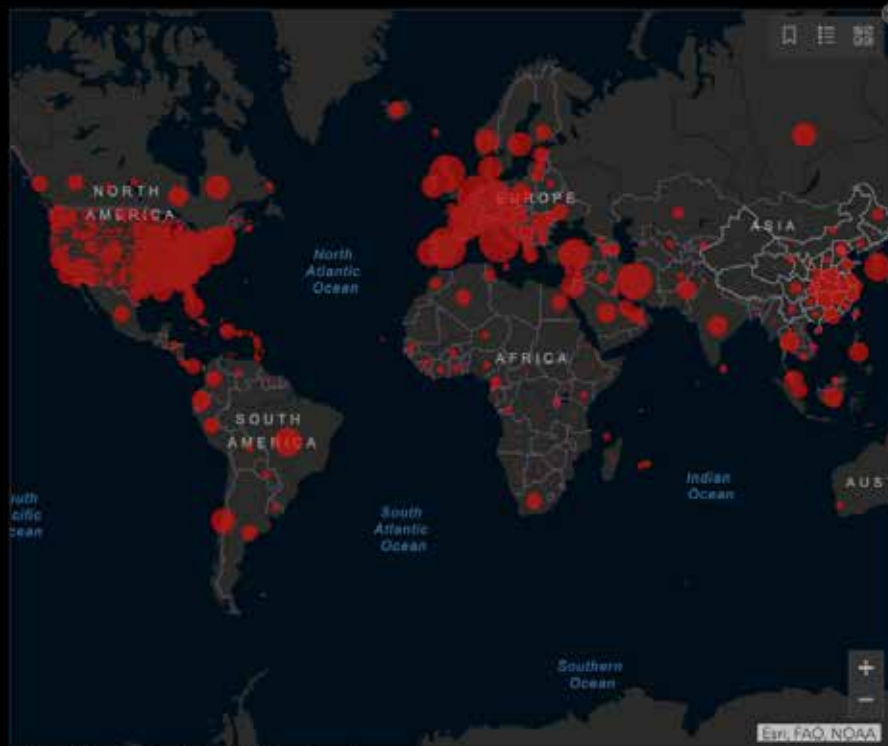 NORTH
AMERICA
EUROPE
ASIA
North
Atlantic
Ocean
AFRICA
SOUTH
AMERICA
Indian
Ocean
AUST
South
Atlantic
Ocean
Southern
Ocean
+
−
Esri, FAO, NOAA